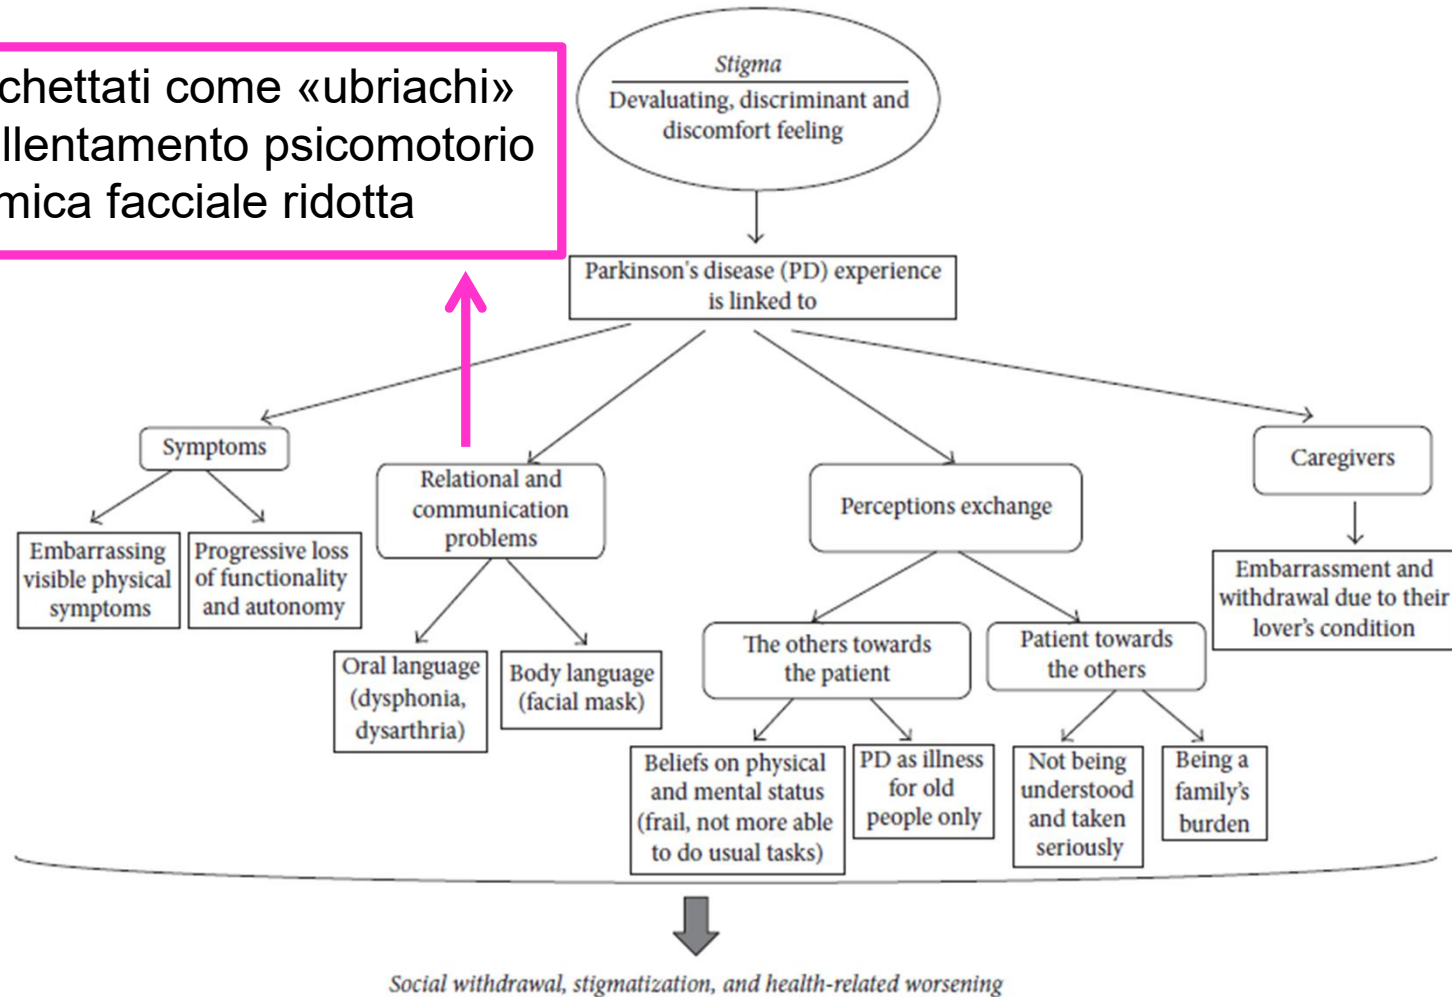 chettati come «ubriachi»
llentamento psicomotorio
mica facciale ridotta
Stigma
Devaluating, discriminant and
discomfort feeling
Parkinson's disease (PD) experience
is linked to
Symptoms
Relational and
communication
problems
Perceptions exchange
Caregivers
Embarrassing
visible physical
symptoms
Progressive loss
of functionality
and autonomy
Embarrassment and
withdrawal due to their
lover's condition
Oral language
(dysphonia,
dysarthria)
Body language
(facial mask)
The others towards
the patient
Patient towards
the others
Beliefs on physical
and mental status
(frail, not more able
to do usual tasks)
PD as illness
for old
people only
Not being
understood
and taken
seriously
Being a
family's
burden
Social withdrawal, stigmatization, and health-related worsening